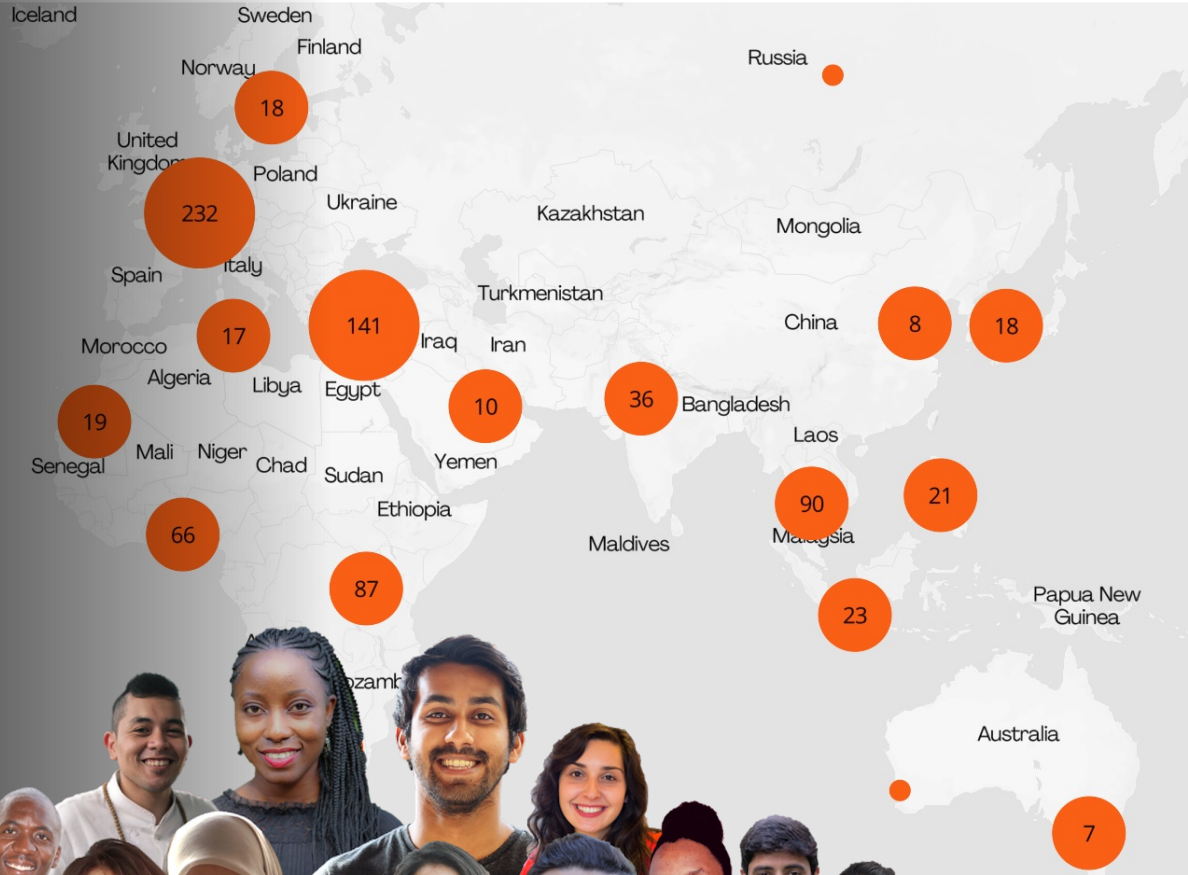 Iceland
Sweden
Finland
Norway
Russia
18
United
Kingdom
Poland
Ukraine
232
Kazakhstan
Mongolia
Italy
Spain
Turkmenistan
141
17
Iraq
Iran
China
8
18
Morocco
Algeria
Libya
Egypt
10
36
Bangladesh
19
Laos
Senegal
Mali
Niger
Chad
Sudan
Yemen
90
21
Ethiopia
66
Maldives
Malaysia
87
23
Papua New
Guinea
Australia
7